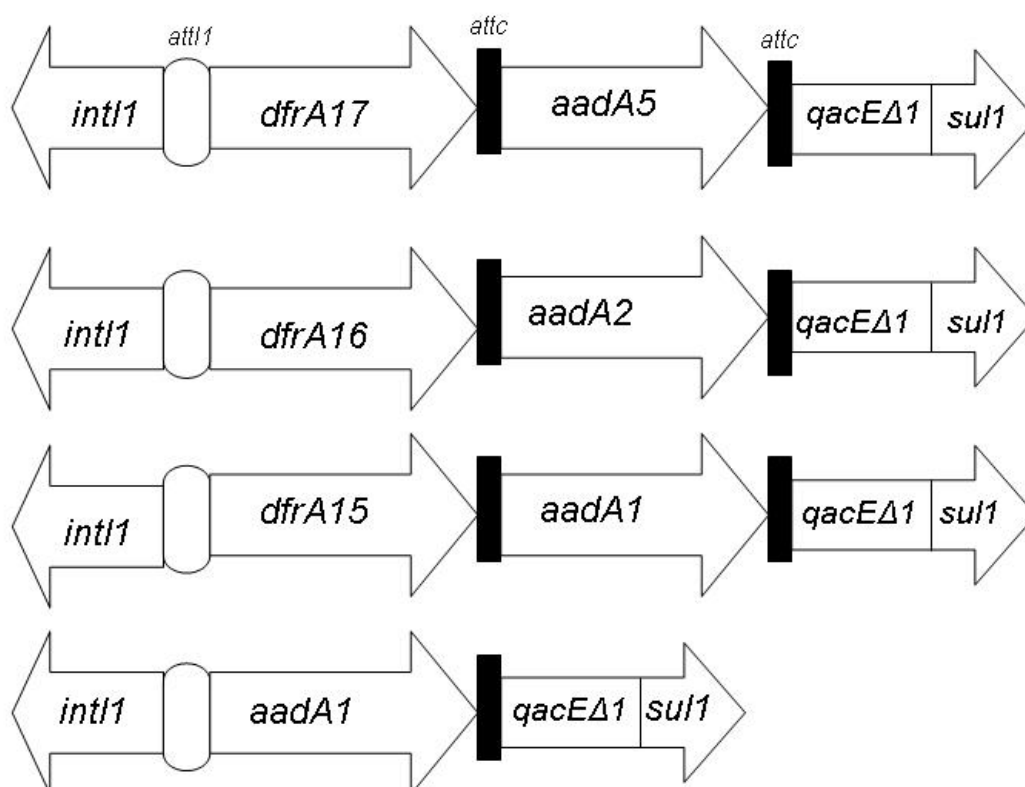 attI1 attc attc
intI1 dfrA17 aadA5 qacEΔ1 sul1
intI1 dfrA16 aadA2 qacEΔ1 sul1
intI1 dfrA15 aadA1 qacEΔ1 sul1
intI1 aadA1 qacEΔ1 sul1